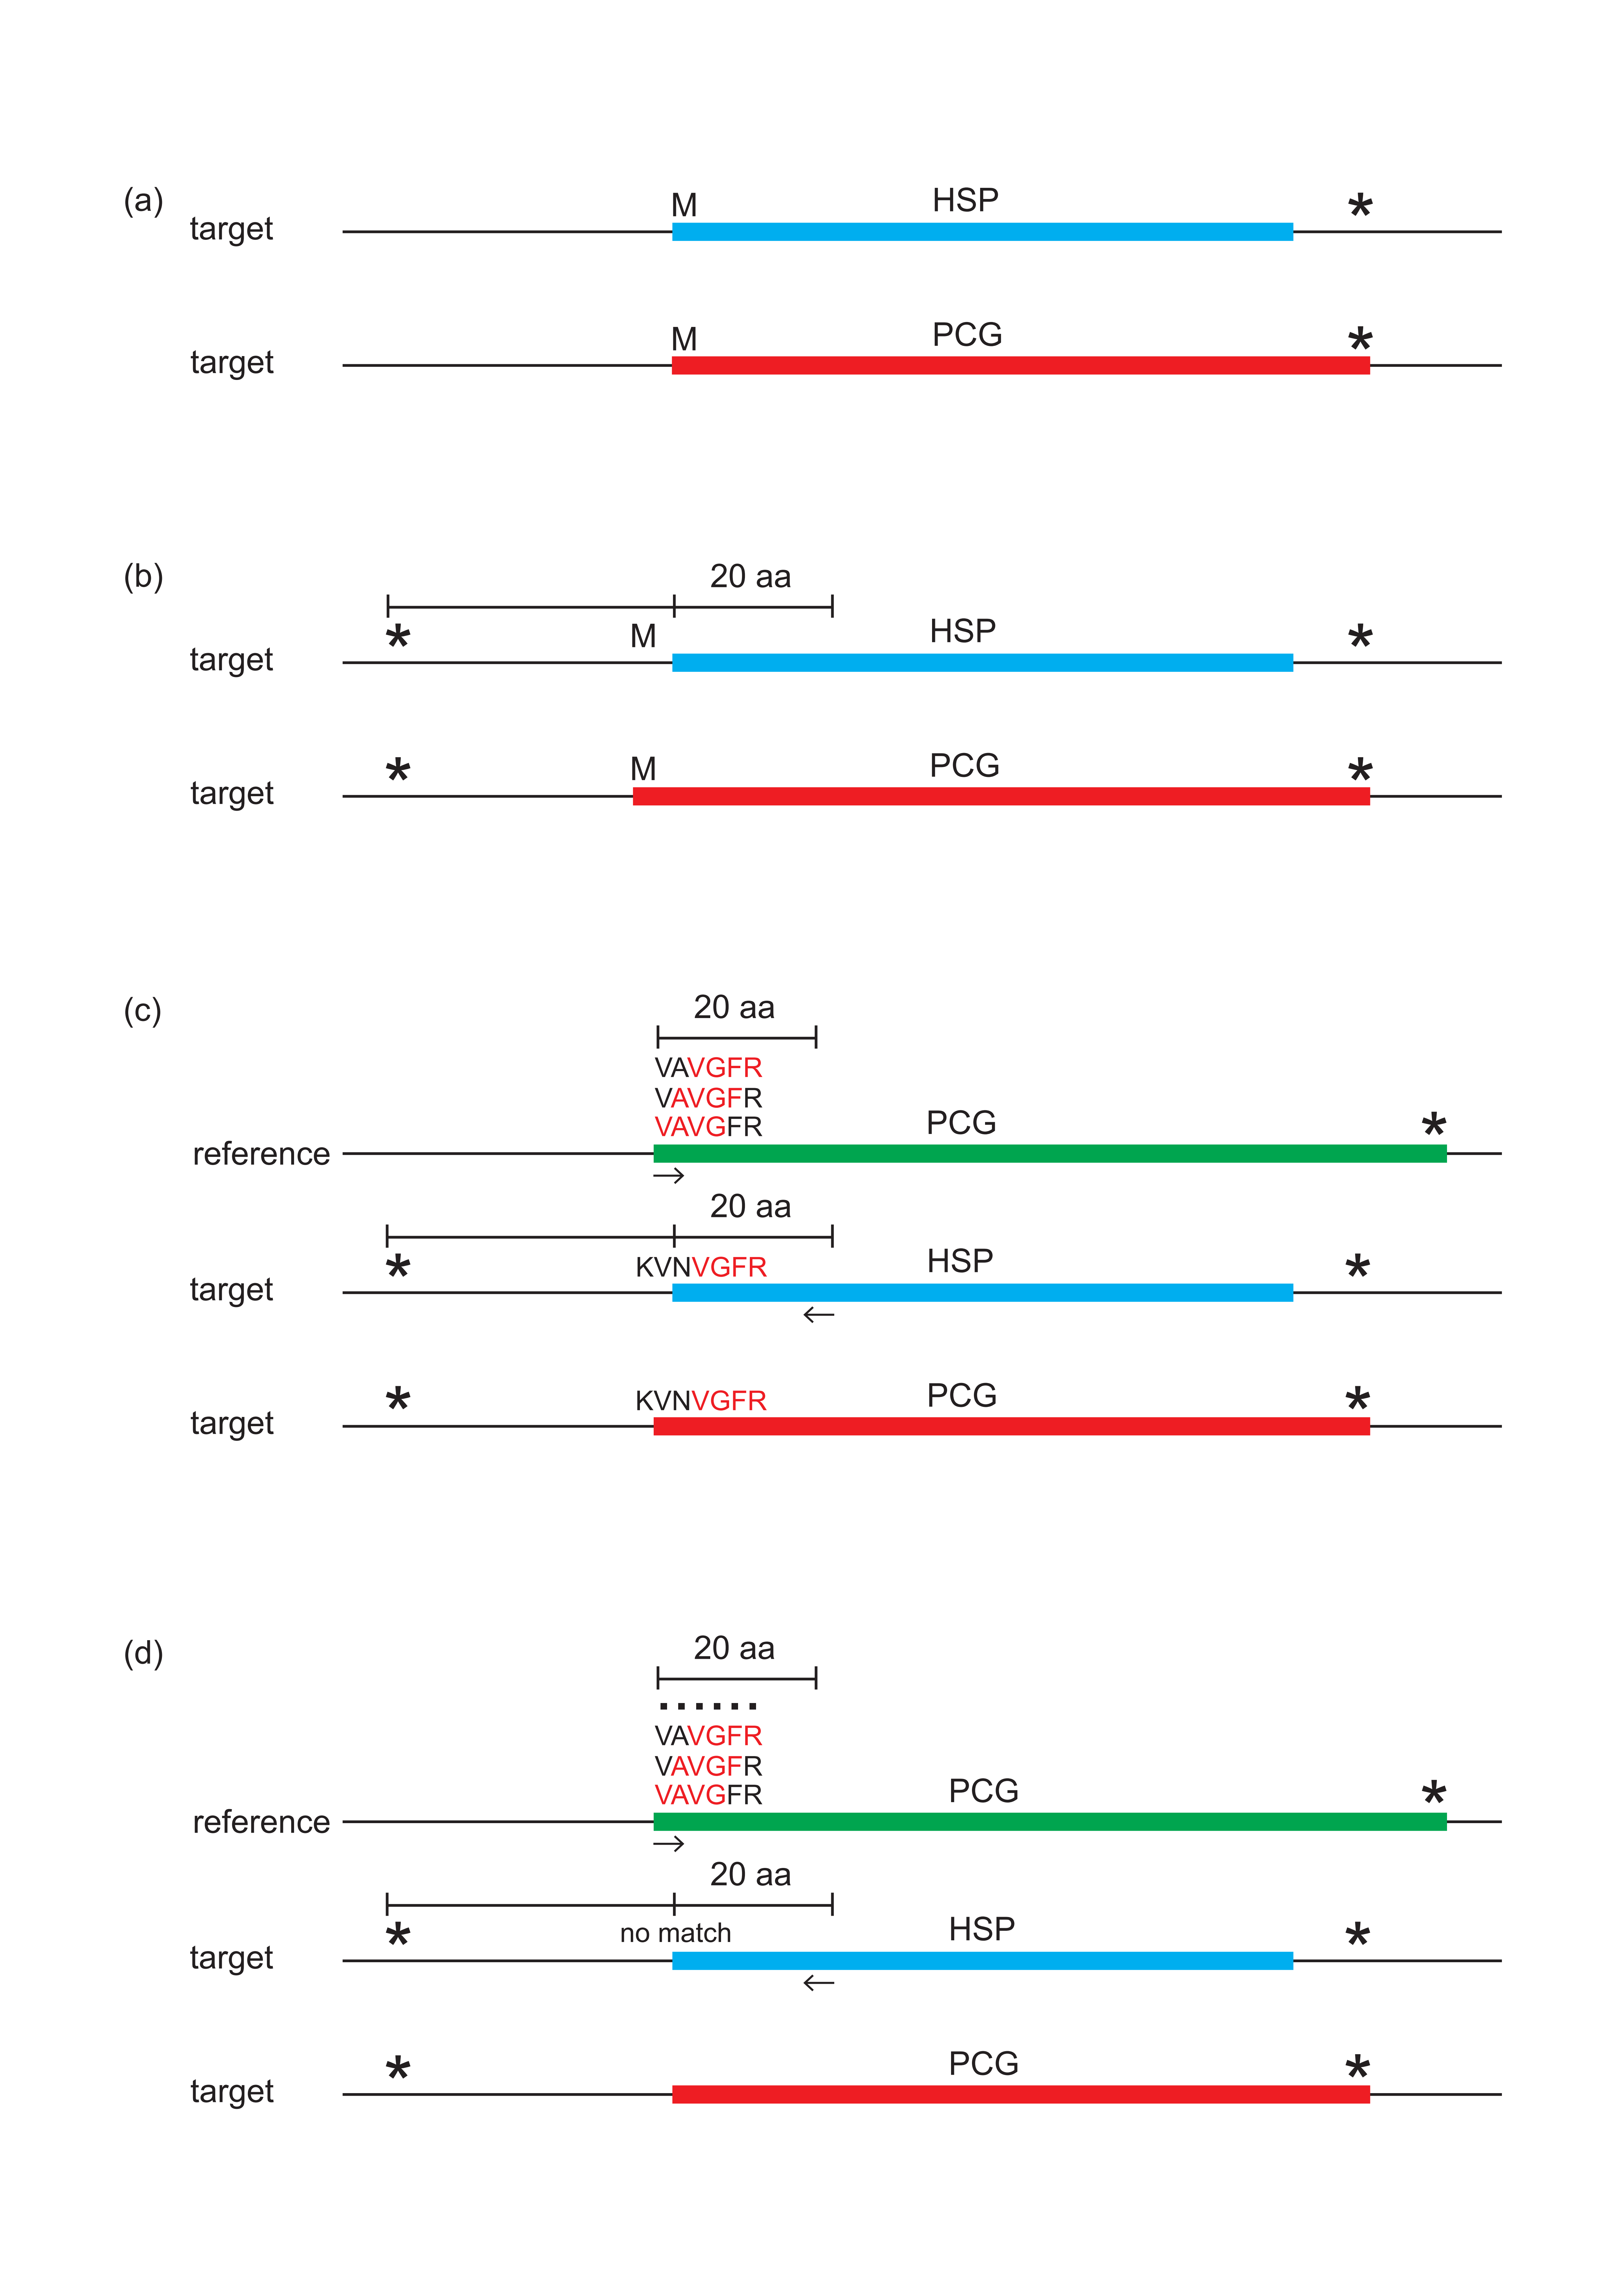 (a)
M HSP *
target
M PCG *
target
(b)
20 aa
* M HSP *
target
* M PCG *
target
(c)
20 aa
VAVGFR
VAVGFR
VAVGFR
PCG *
reference
20 aa
* KVNVGFR HSP *
target
* KVNVGFR PCG *
target
(d)
20 aa
VAVGFR
VAVGFR
VAVGFR
PCG *
reference
20 aa
* no match HSP *
target
* PCG *
target